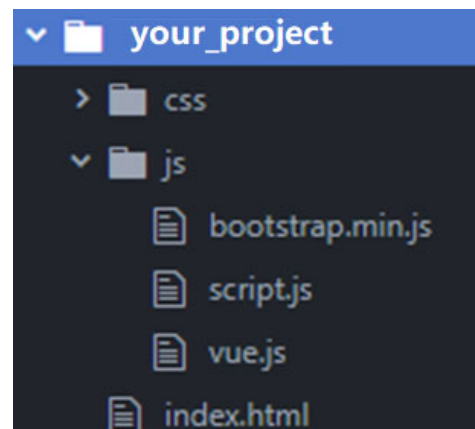 your_project
css
js
bootstrap.min.js
script.js
vue.js
index.html